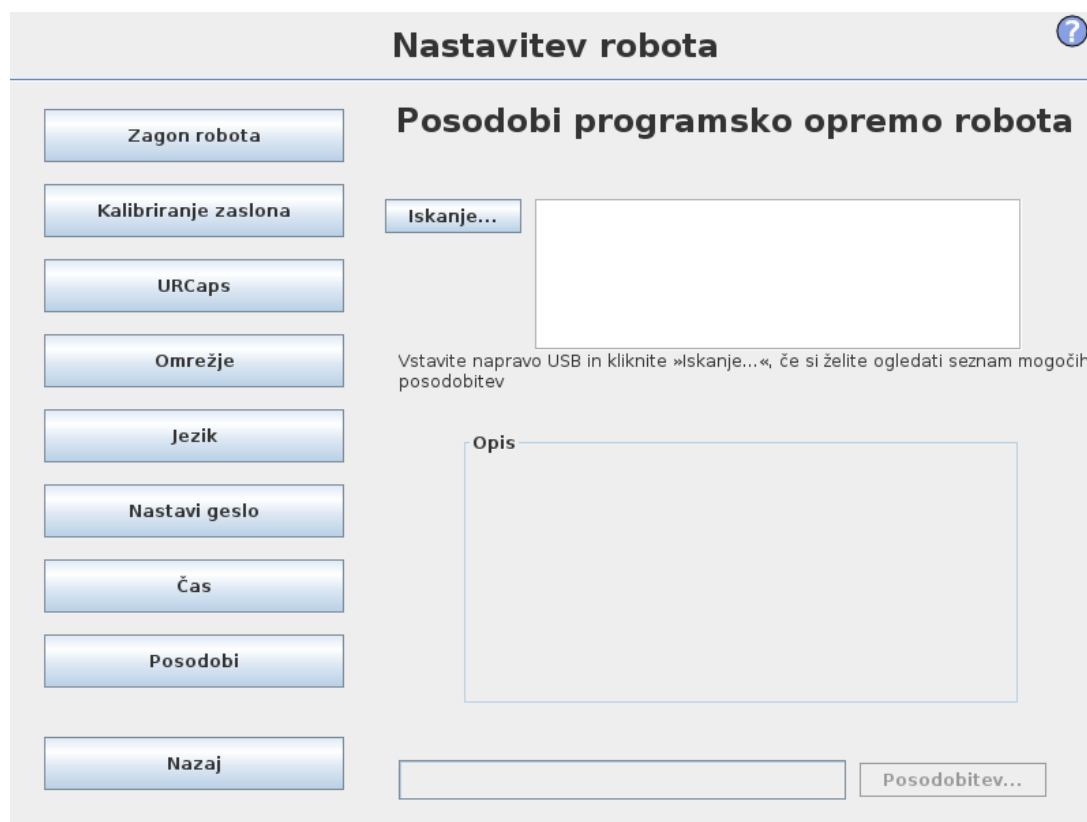 Nastavitev robota
?
Zagon robota
Kalibriranje zaslona
URCaps
Omrežje
Jezik
Nastavi geslo
Čas
Posodobi
Nazaj
Posodobi programsko opremo robota
Iskanje...
Vstavite napravo USB in kliknite »Iskanje...«, če si želite ogledati seznam mogočih
posodobitev
Opis
Posodobitev...